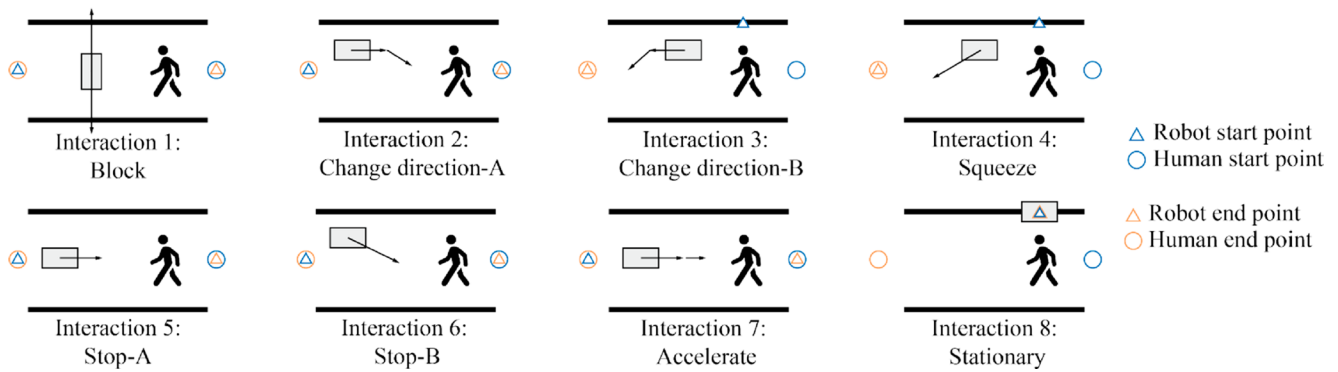 Interaction 1:
Block
Interaction 2:
Change direction-A
Interaction 3:
Change direction-B
Interaction 4:
Squeeze
Robot start point
Human start point
Robot end point
Human end point
Interaction 5:
Stop-A
Interaction 6:
Stop-B
Interaction 7:
Accelerate
Interaction 8:
Stationary